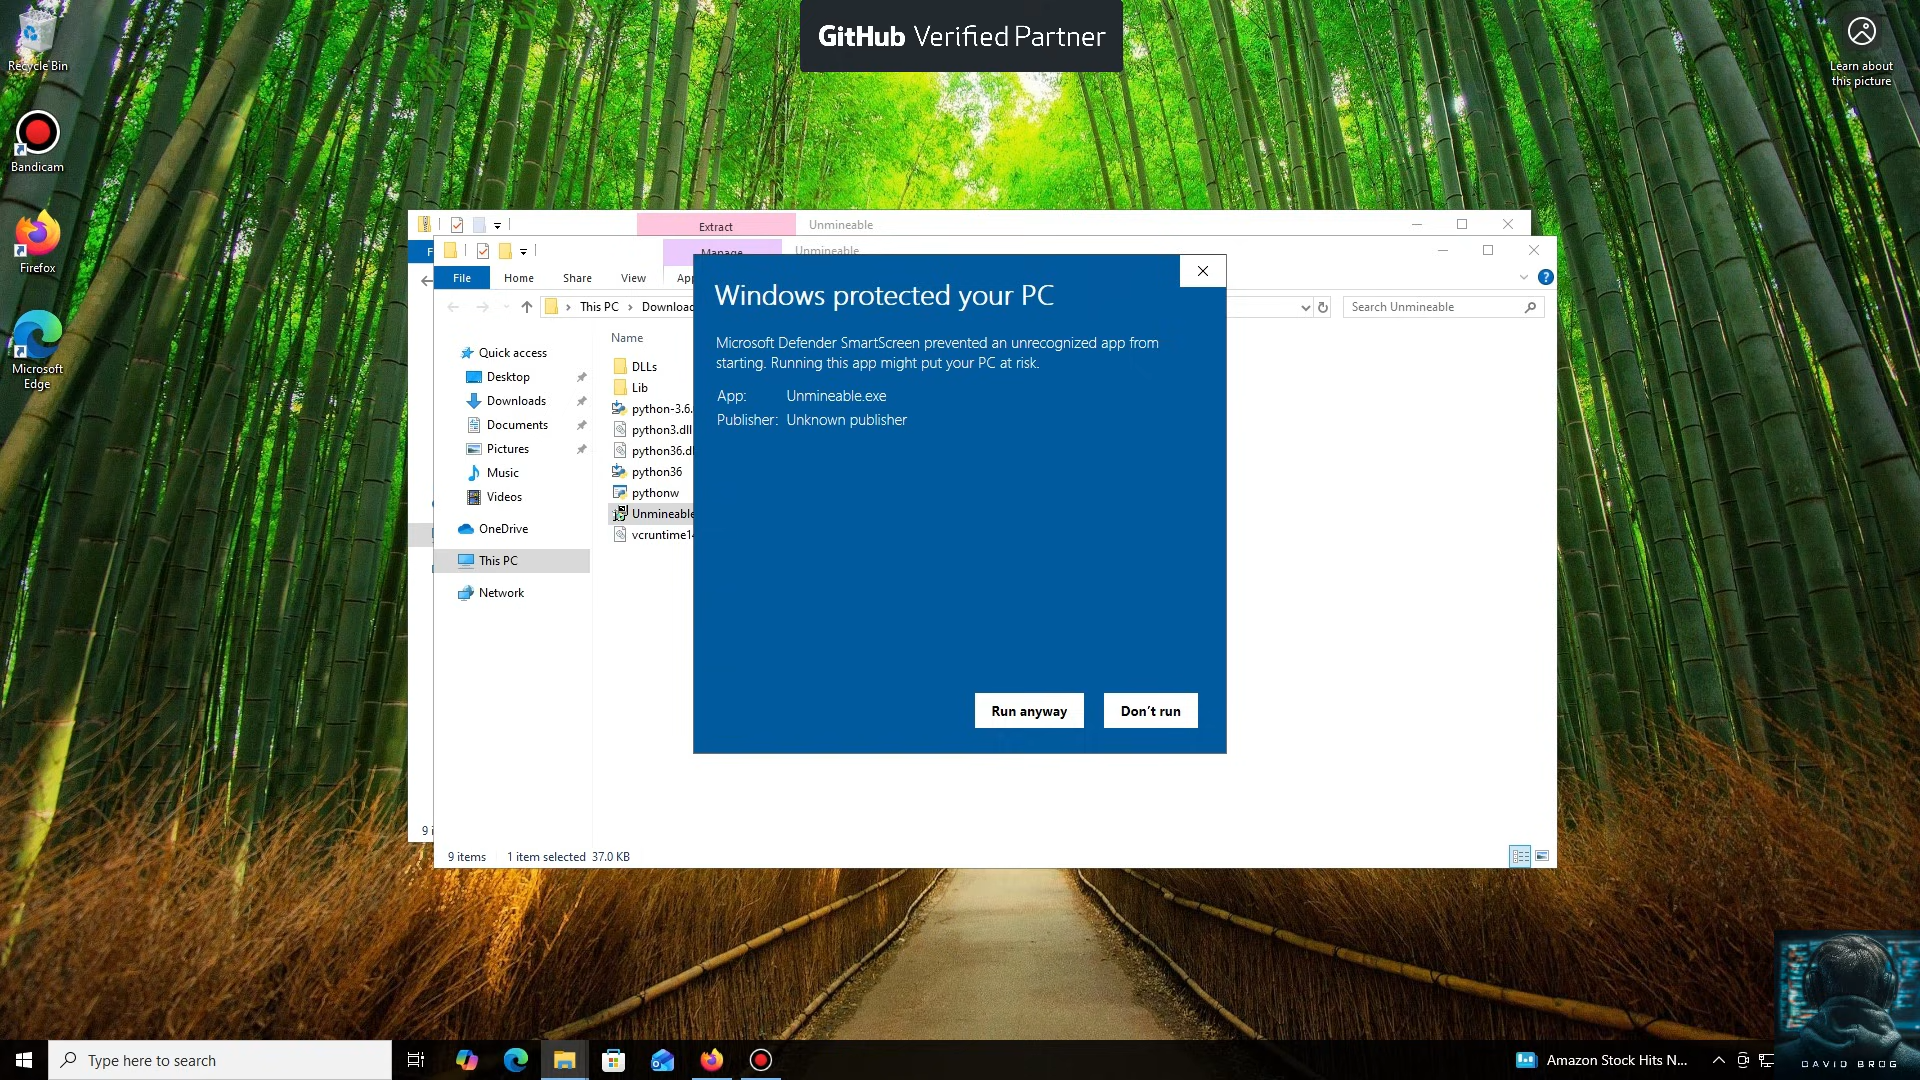 GitHub Verified Partner
Recycle Bin
Learn about
this picture
Bandicam
Firefox
Microsoft
Edge
Extract
Unmineable
Manage
Unmineable
File
Home
Share
View
This PC
Search Unmineable
Name
Quick access
Desktop
Downloads
Documents
Pictures
Music
Videos
OneDrive
This PC
Network
DLLs
Lib
python-3.6.
python3.dll
python36.d
python36
pythonw
Unmineable
vcruntime1
Windows protected your PC
Microsoft Defender SmartScreen prevented an unrecognized app from
starting. Running this app might put your PC at risk.
App: Unmineable.exe
Publisher: Unknown publisher
Run anyway
Don't run
9 items
1 item selected 37.0 KB
Type here to search
Amazon Stock Hits N...
DAVID BROG